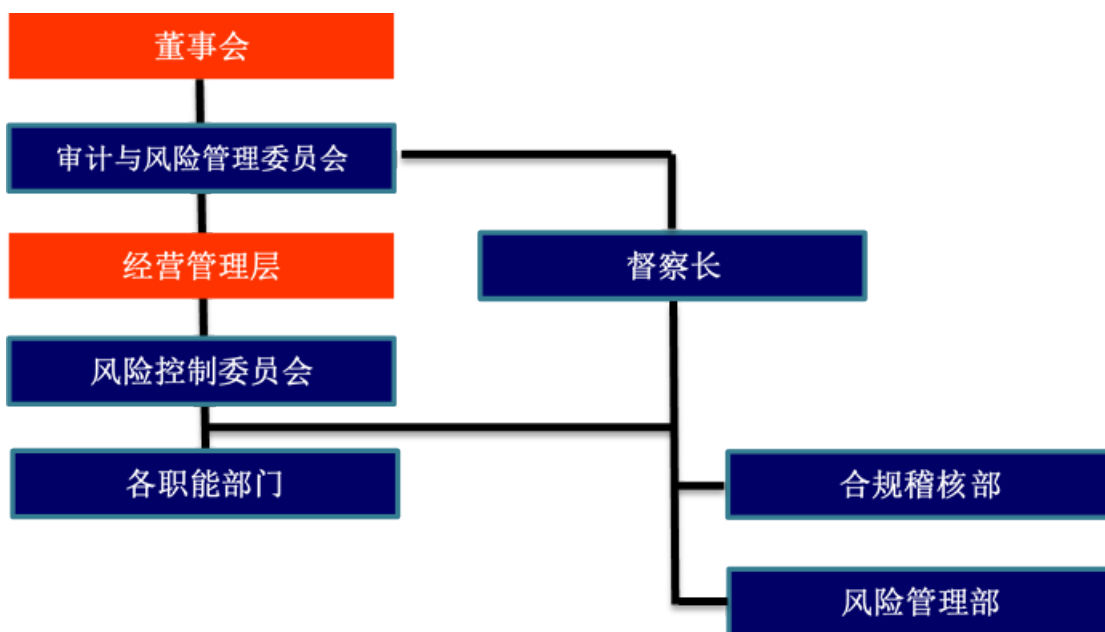 董事会
审计与风险管理委员会
经营管理层
督察长
风险控制委员会
各职能部门
合规稽核部
风险管理部